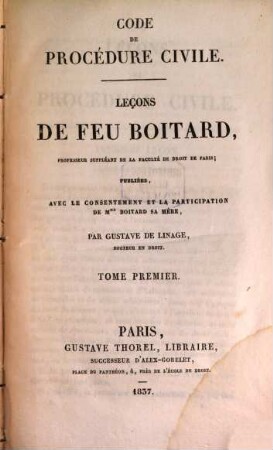 CODE
DE
PROCÉDURE CIVILE.
LEÇONS
DE FEU BOITARD,
PROFESSEUR SUPPLÉANT DE LA FACULTÉ DE DROIT DE PARIS;
PUBLIÉES,
AVEC LE CONSENTEMENT ET LA PARTICIPATION
DE Mme BOITARD SA MÈRE,
PAR GUSTAVE DE LINAGE,
DOCTEUR EN DROIT.
TOME PREMIER.
PARIS,
GUSTAVE THOREL, LIBRAIRE,
SUCCESSEUR D'ALEX-GOBELET,
PLACE DU PANTHÉON, 4, PRÈS DE L'ÉCOLE DE DROIT.
1837.